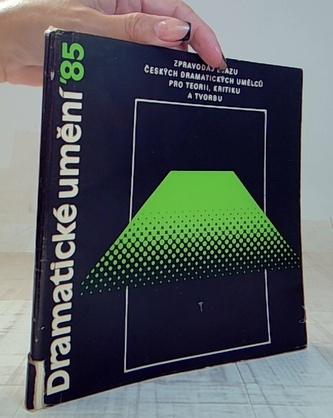 ZPRAVODAJ SVAZU
ČESKÝCH DRAMATICKÝCH UMĚLCŮ
PRO TEORII, KRITIKU
A TVORBU
Dramatické umění '85